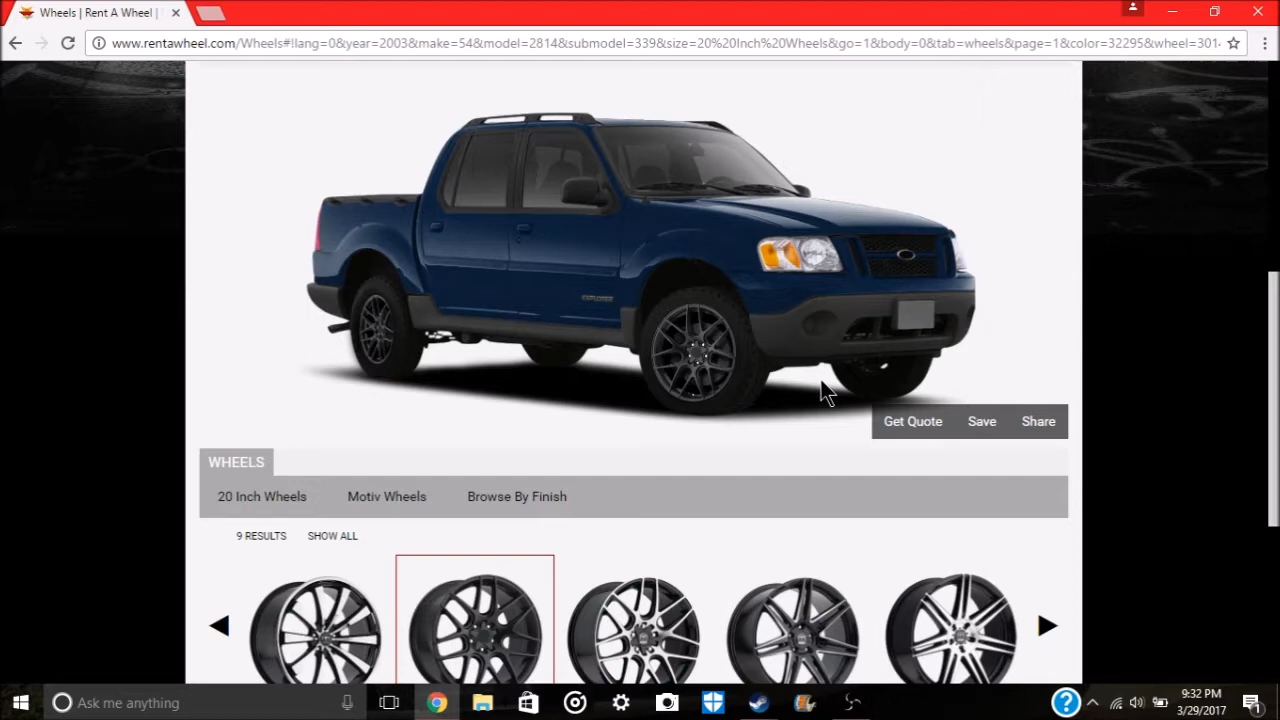 Wheels | Rent A Wheel |
www.rentawheel.com/Wheels#!lang=0&year=2003&make=54&model=2814&submodel=339&size=20%20Inch%20Wheels&go=1&body=0&tab=wheels&page=1&color=32295&wheel=301
EXPLORER
Get Quote Save Share
WHEELS
20 Inch Wheels Motiv Wheels Browse By Finish
9 RESULTS SHOW ALL
Ask me anything
9:32 PM
3/29/2017
1